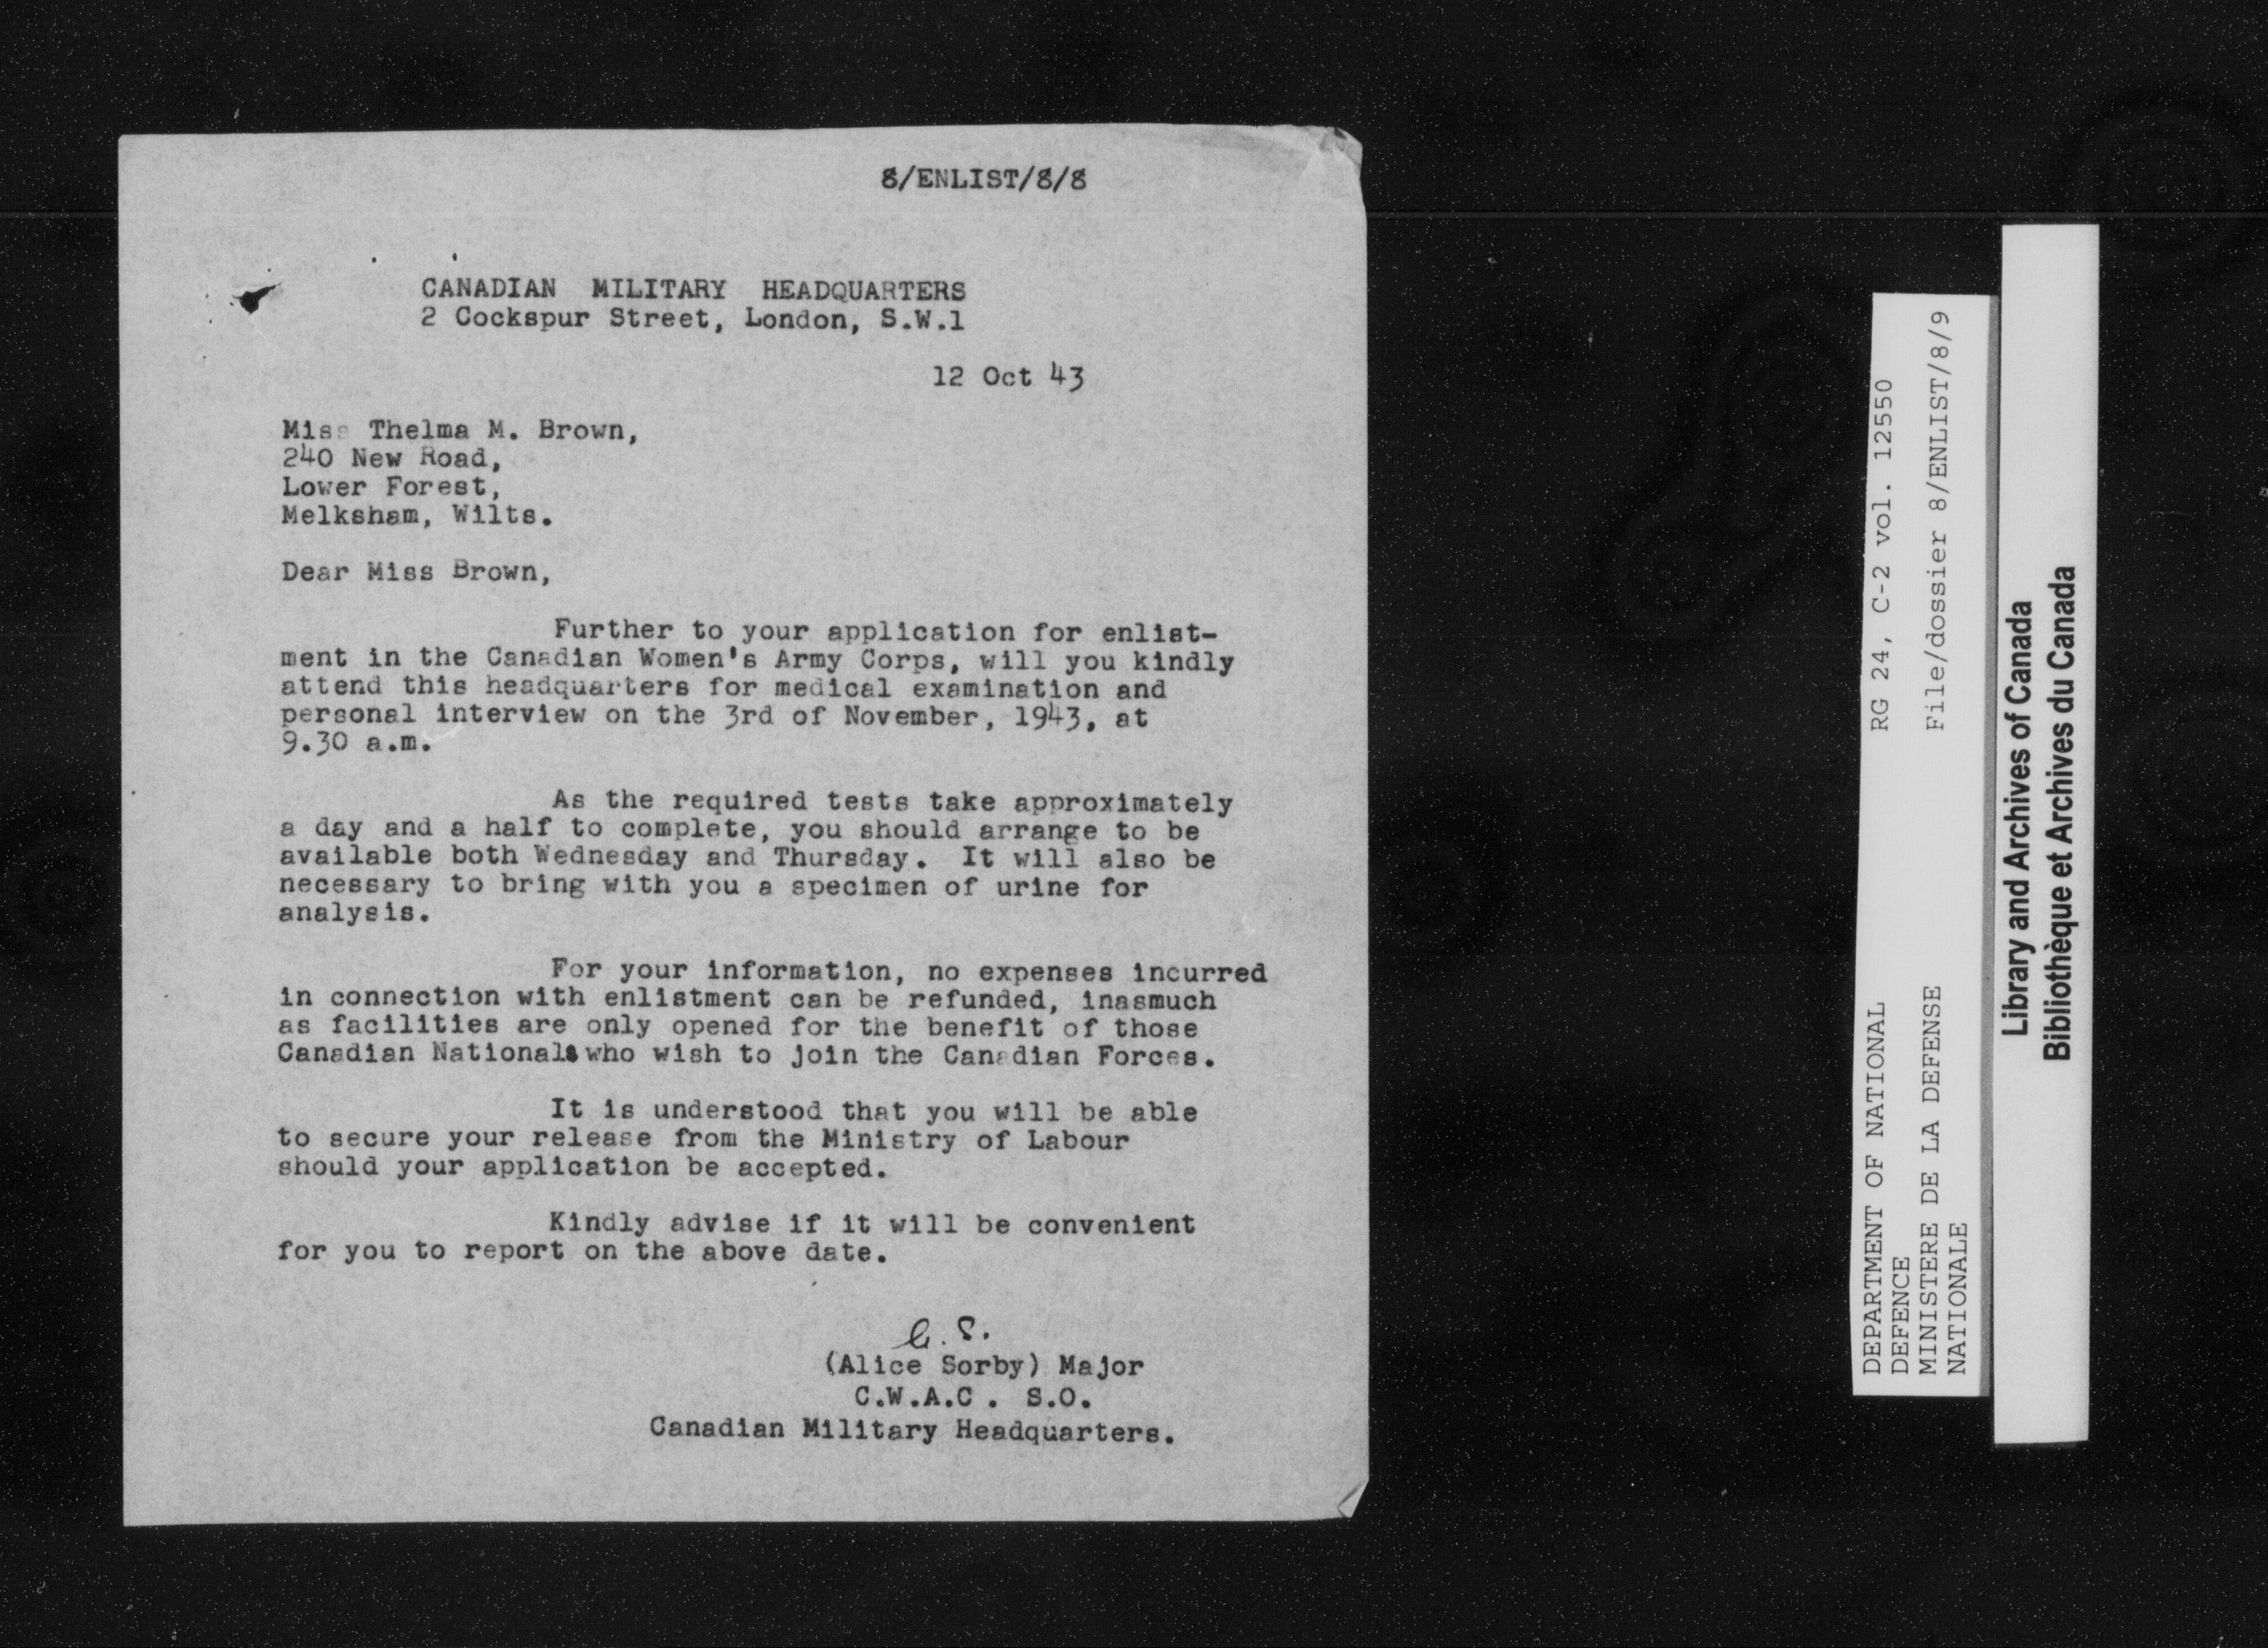 8/ENLIST/8/8
CANADIAN MILITARY HEADQUARTERS
2 Cockspur Street, London, S.W.1
12 Oct 43
Miss Thelma M. Brown,
240 New Road,
Lower Forest,
Melksham, Wilts.
Dear Miss Brown,
Further to your application for enlist-
ment in the Canadian Women's Army Corps, will you kindly
attend this headquarters for medical examination and
personal interview on the 3rd of November, 1943, at
9.30 a.m.
As the required tests take approximately
a day and a half to complete, you should arrange to be
available both Wednesday and Thursday. It will also be
necessary to bring with you a specimen of urine for
analysis.
For your information, no expenses incurred
in connection with enlistment can be refunded, inasmuch
as facilities are only opened for the benefit of those
Canadian Nationals who wish to join the Canadian Forces.
It is understood that you will be able
to secure your release from the Ministry of Labour
should your application be accepted.
Kindly advise if it will be convenient
for you to report on the above date.
A.S.
(Alice Sorby) Major
C.W.A.C. S.O.
Canadian Military Headquarters.
DEPARTMENT OF NATIONAL
DEFENCE
MINISTERE DE LA DEFENSE
NATIONALE
RG 24, C-2 vol. 12550
File/dossier 8/ENLIST/8/9
Library and Archives of Canada
Bibliothèque et Archives du Canada